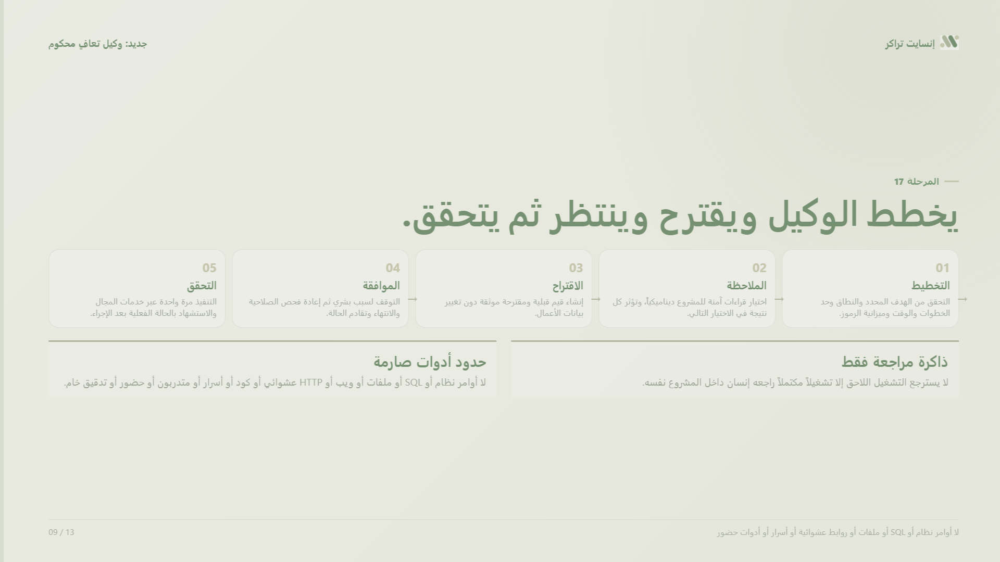 إنسايت تراكر
جديد: وكيل تعافٍ محكوم
المرحلة 17
يخطط الوكيل ويقترح وينتظر ثم يتحقق.
01
التخطيط
التحقق من الهدف المحدد والنطاق وحد
الخطوات والوقت وميزانية الرموز.
→
02
الملاحظة
اختيار قراءات آمنة للمشروع ديناميكياً، وتؤثر كل
نتيجة في الاختيار التالي.
→
03
الاقتراح
إنشاء قيم قبلية ومقترحة موثقة دون تغيير
بيانات الأعمال.
→
04
الموافقة
التوقف لسبب بشري ثم إعادة فحص الصلاحية
والانتهاء وتقادم الحالة.
→
05
التحقق
التنفيذ مرة واحدة عبر خدمات المجال
والاستشهاد بالحالة الفعلية بعد الإجراء.
ذاكرة مراجعة فقط
لا يسترجع التشغيل اللاحق إلا تشغيلاً مكتملاً راجعه إنسان داخل المشروع نفسه.
حدود أدوات صارمة
لا أوامر نظام أو SQL أو ملفات أو ويب أو HTTP عشوائي أو كود أو أسرار أو متدربون أو حضور أو تدقيق خام.
لا أوامر نظام أو SQL أو ملفات أو روابط عشوائية أو أسرار أو أدوات حضور
09 / 13